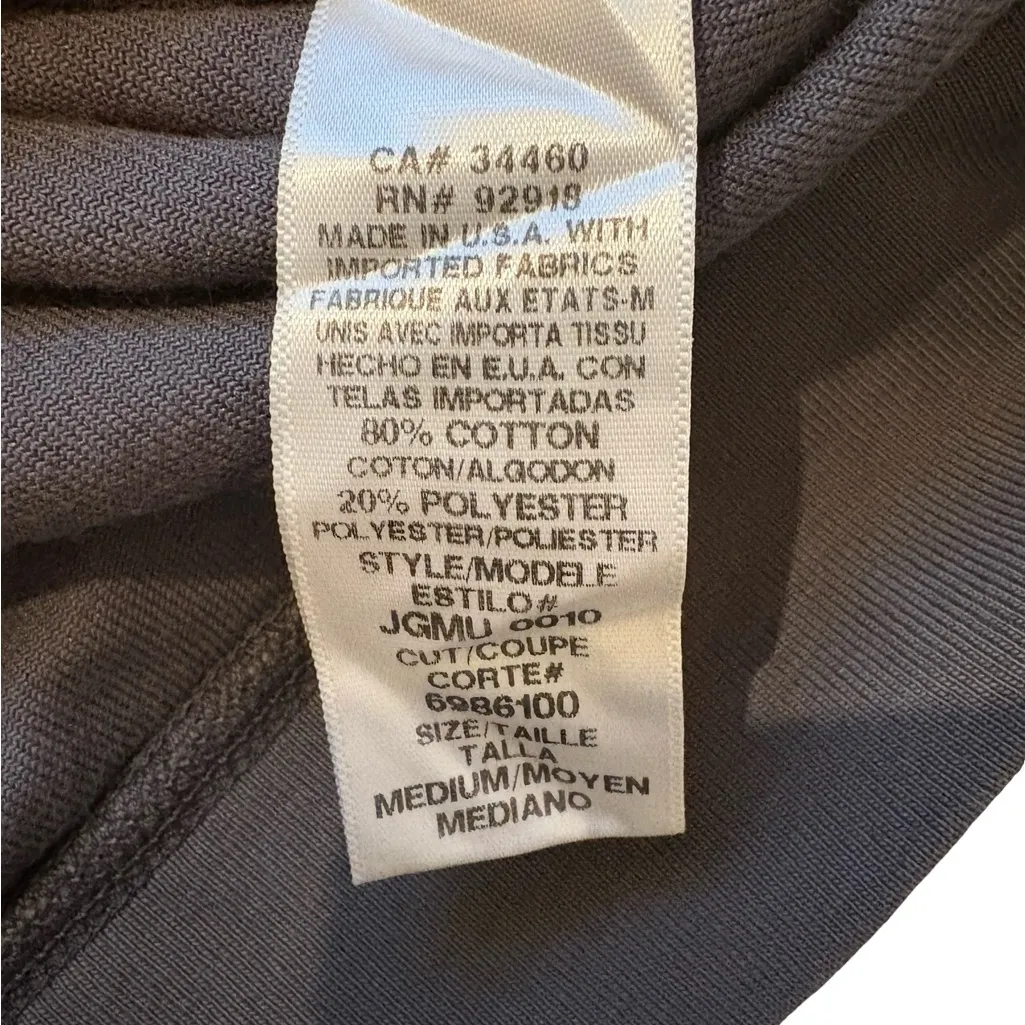 CA# 34460
RN# 92918
MADE IN U.S.A. WITH
IMPORTED FABRICS
FABRIQUE AUX ETATS-M
UNIS AVEC IMPORTA TISSU
HECHO EN E.U.A. CON
TELAS IMPORTADAS
80% COTTON
COTON/ALGODON
20% POLYESTER
POLYESTER/POLIESTER
STYLE/MODELE
ESTILO#
JGMU 0010
CUT/COUPE
CORTE#
6986100
SIZE/TAILLE
TALLA
MEDIUM/MOYEN
MEDIANO